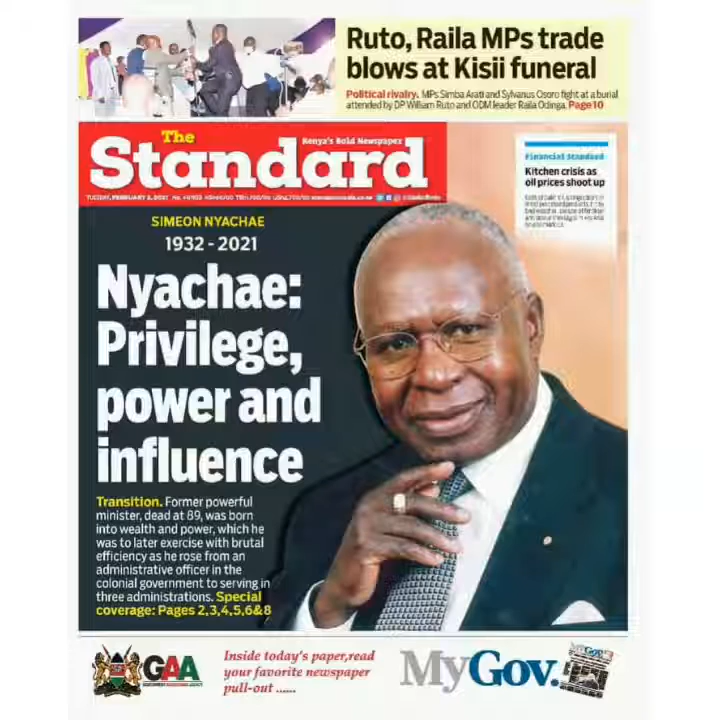 Ruto, Raila MPs trade
blows at Kisii funeral
Political rivalry. MPs Simba Arati and Sylvanus Osoro fight at a burial
attended by DP William Ruto and ODM leader Raila Odinga. Page 10
The
Standard
Kenya's Bold Newspaper
TUESDAY, FEBRUARY 2, 2021
Financial Standard
Kitchen crisis as
oil prices shoot up
SIMEON NYACHAE
1932 - 2021
Nyachae:
Privilege,
power and
influence
Transition. Former powerful
minister, dead at 89, was born
into wealth and power, which he
was to later exercise with brutal
efficiency as he rose from an
administrative officer in the
colonial government to serving in
three administrations. Special
coverage: Pages 2,3,4,5,6&8
GAA
Inside today's paper,read
your favorite newspaper
pull-out ......
MyGov.